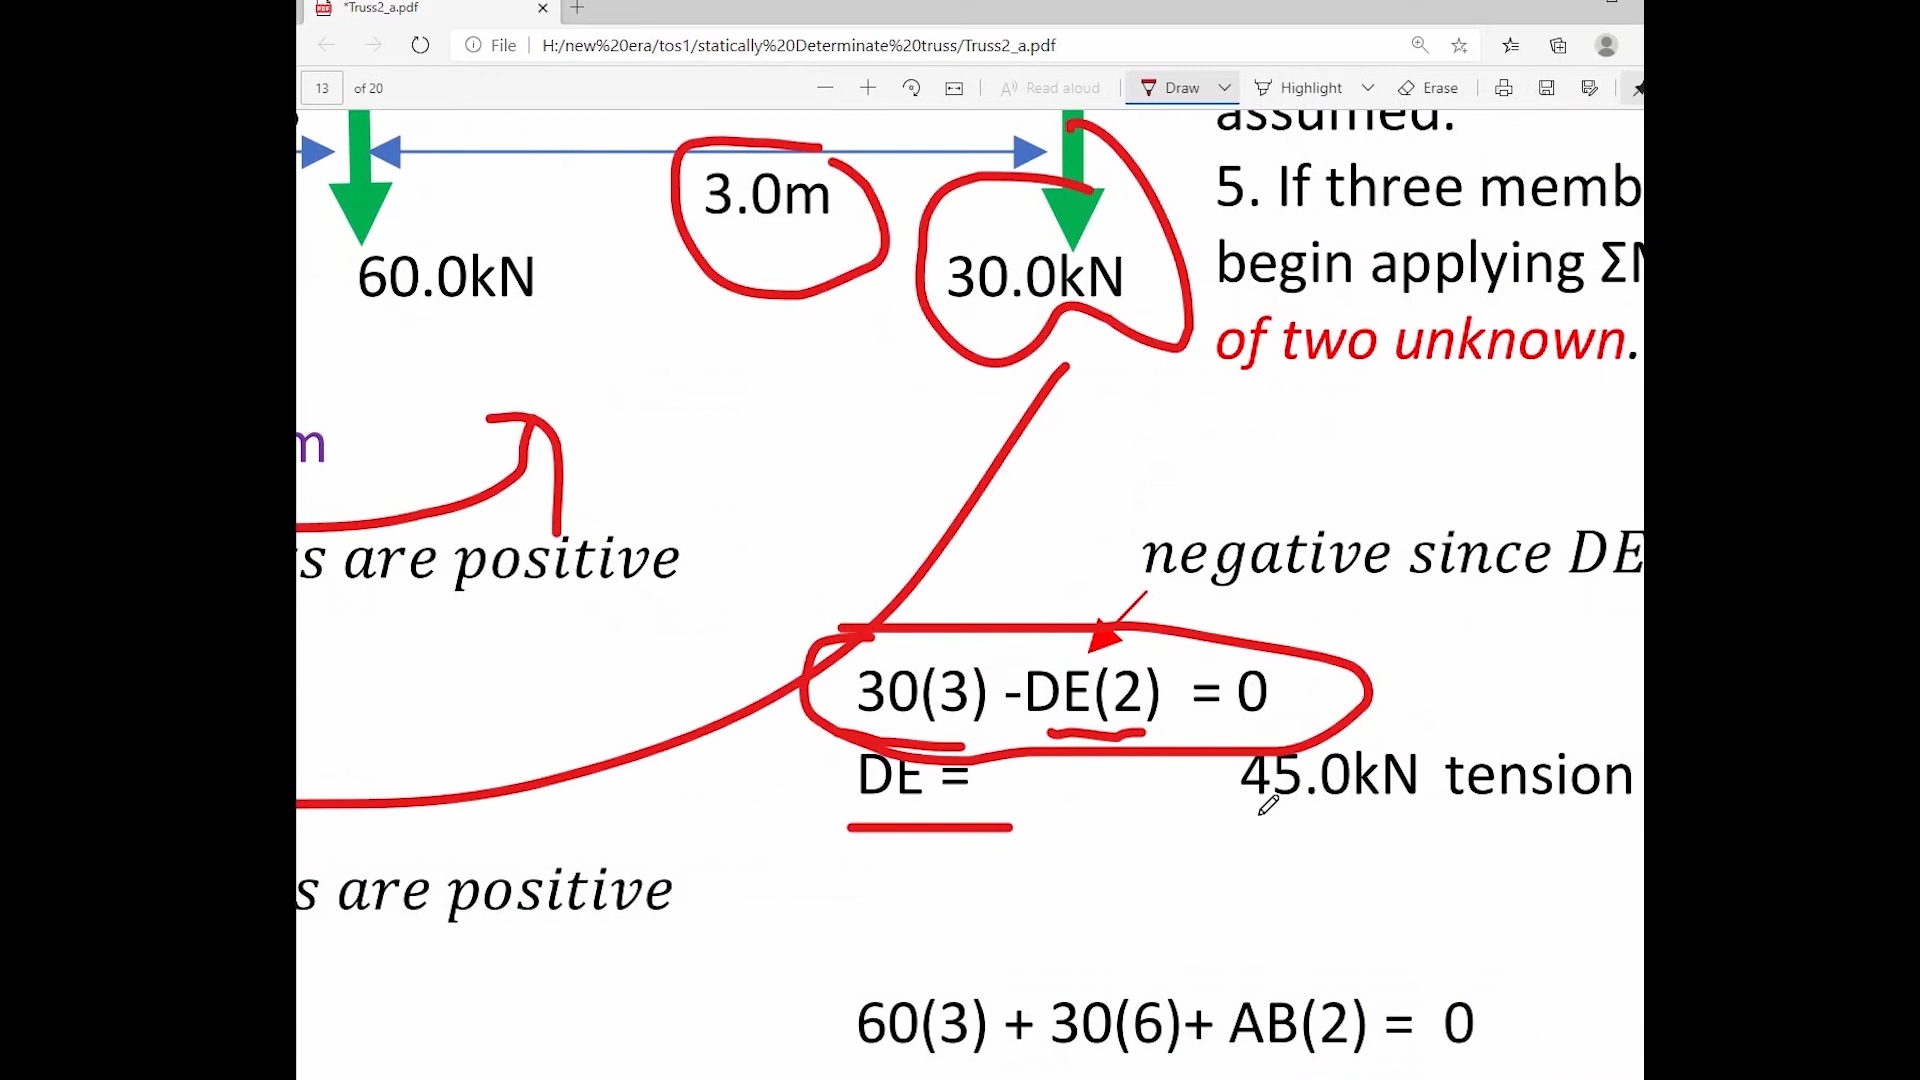 *Truss2_a.pdf
File H:/new%20era/tos1/statically%20Determinate%20truss/Truss2_a.pdf
13 of 20 Read aloud Draw Highlight Erase
assumed.
3.0m
5. If three memb
60.0kN 30.0kN
begin applying Σ
of two unknown.
m
s are positive
negative since DE
30(3) -DE(2) = 0
DE = 45.0kN tension
s are positive
60(3) + 30(6)+ AB(2) = 0